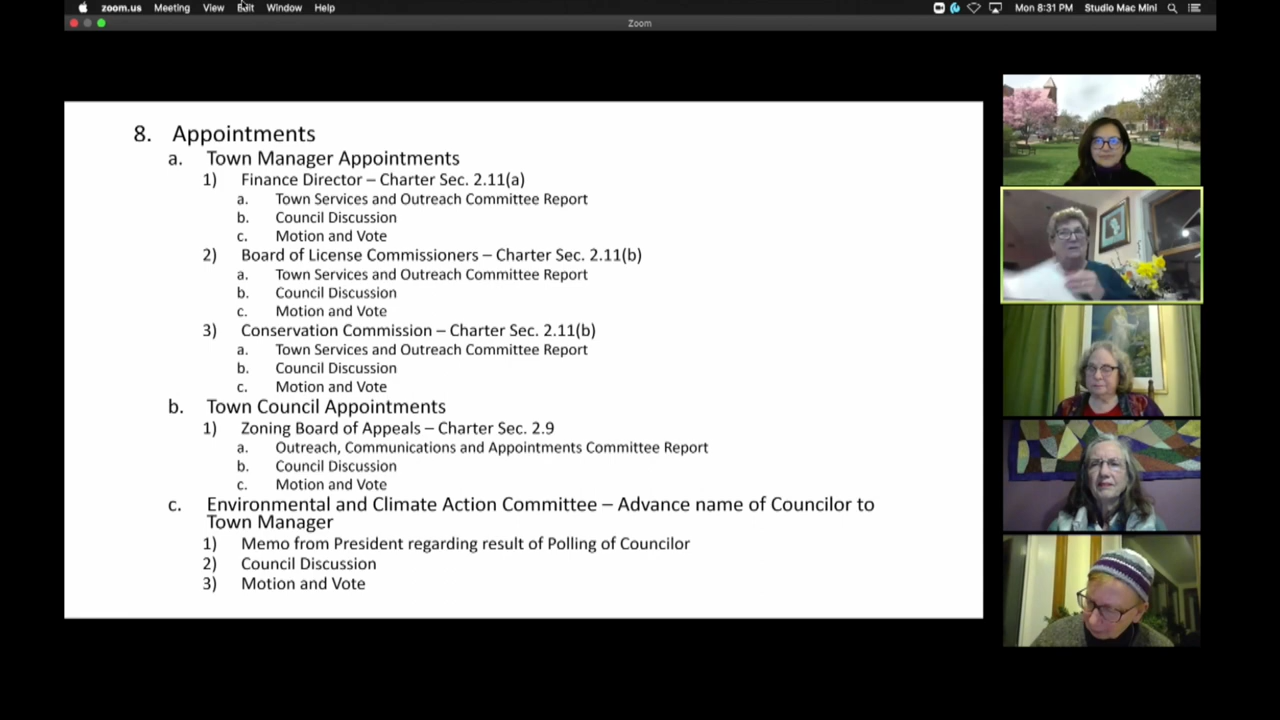 zoom.us Meeting View Edit Window Help Mon 8:31 PM Studio Mac Mini
Zoom
8. Appointments
a. Town Manager Appointments
1) Finance Director – Charter Sec. 2.11(a)
a. Town Services and Outreach Committee Report
b. Council Discussion
c. Motion and Vote
2) Board of License Commissioners – Charter Sec. 2.11(b)
a. Town Services and Outreach Committee Report
b. Council Discussion
c. Motion and Vote
3) Conservation Commission – Charter Sec. 2.11(b)
a. Town Services and Outreach Committee Report
b. Council Discussion
c. Motion and Vote
b. Town Council Appointments
1) Zoning Board of Appeals – Charter Sec. 2.9
a. Outreach, Communications and Appointments Committee Report
b. Council Discussion
c. Motion and Vote
c. Environmental and Climate Action Committee – Advance name of Councilor to
Town Manager
1) Memo from President regarding result of Polling of Councilor
2) Council Discussion
3) Motion and Vote